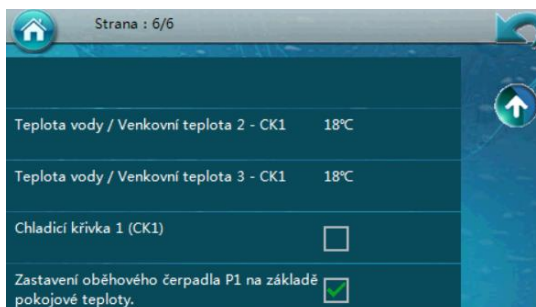 Strana : 6/6
Teplota vody / Venkovní teplota 2 - CK1 18℃
Teplota vody / Venkovní teplota 3 - CK1 18℃
Chladicí křivka 1 (CK1)
Zastavení oběhového čerpadla P1 na základě
pokojové teploty.